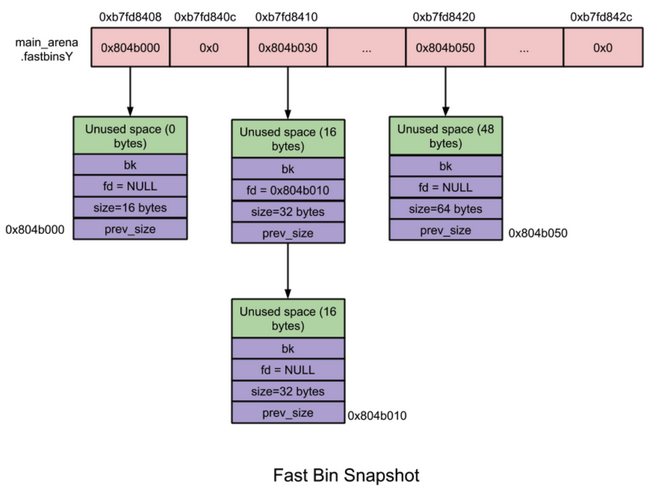 0xb7fd8408 0xb7fd840c 0xb7fd8410 0xb7fd8420 0xb7fd842c
main_arena
.fastbinsY
0x804b000 0x0 0x804b030 ... 0x804b050 ... 0x0
Unused space (0
bytes)
bk
fd = NULL
size=16 bytes
prev_size
0x804b000
Unused space (16
bytes)
bk
fd = 0x804b010
size=32 bytes
prev_size
Unused space (48
bytes)
bk
fd = NULL
size=64 bytes
prev_size
0x804b050
Unused space (16
bytes)
bk
fd = NULL
size=32 bytes
prev_size
0x804b010
Fast Bin Snapshot